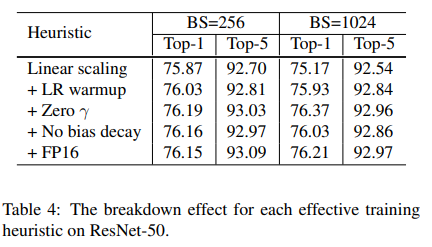 Heuristic BS=256 BS=1024
Top-1 Top-5 Top-1 Top-5
Linear scaling 75.87 92.70 75.17 92.54
+ LR warmup 76.03 92.81 75.93 92.84
+ Zero γ 76.19 93.03 76.37 92.96
+ No bias decay 76.16 92.97 76.03 92.86
+ FP16 76.15 93.09 76.21 92.97
Table 4: The breakdown effect for each effective training
heuristic on ResNet-50.